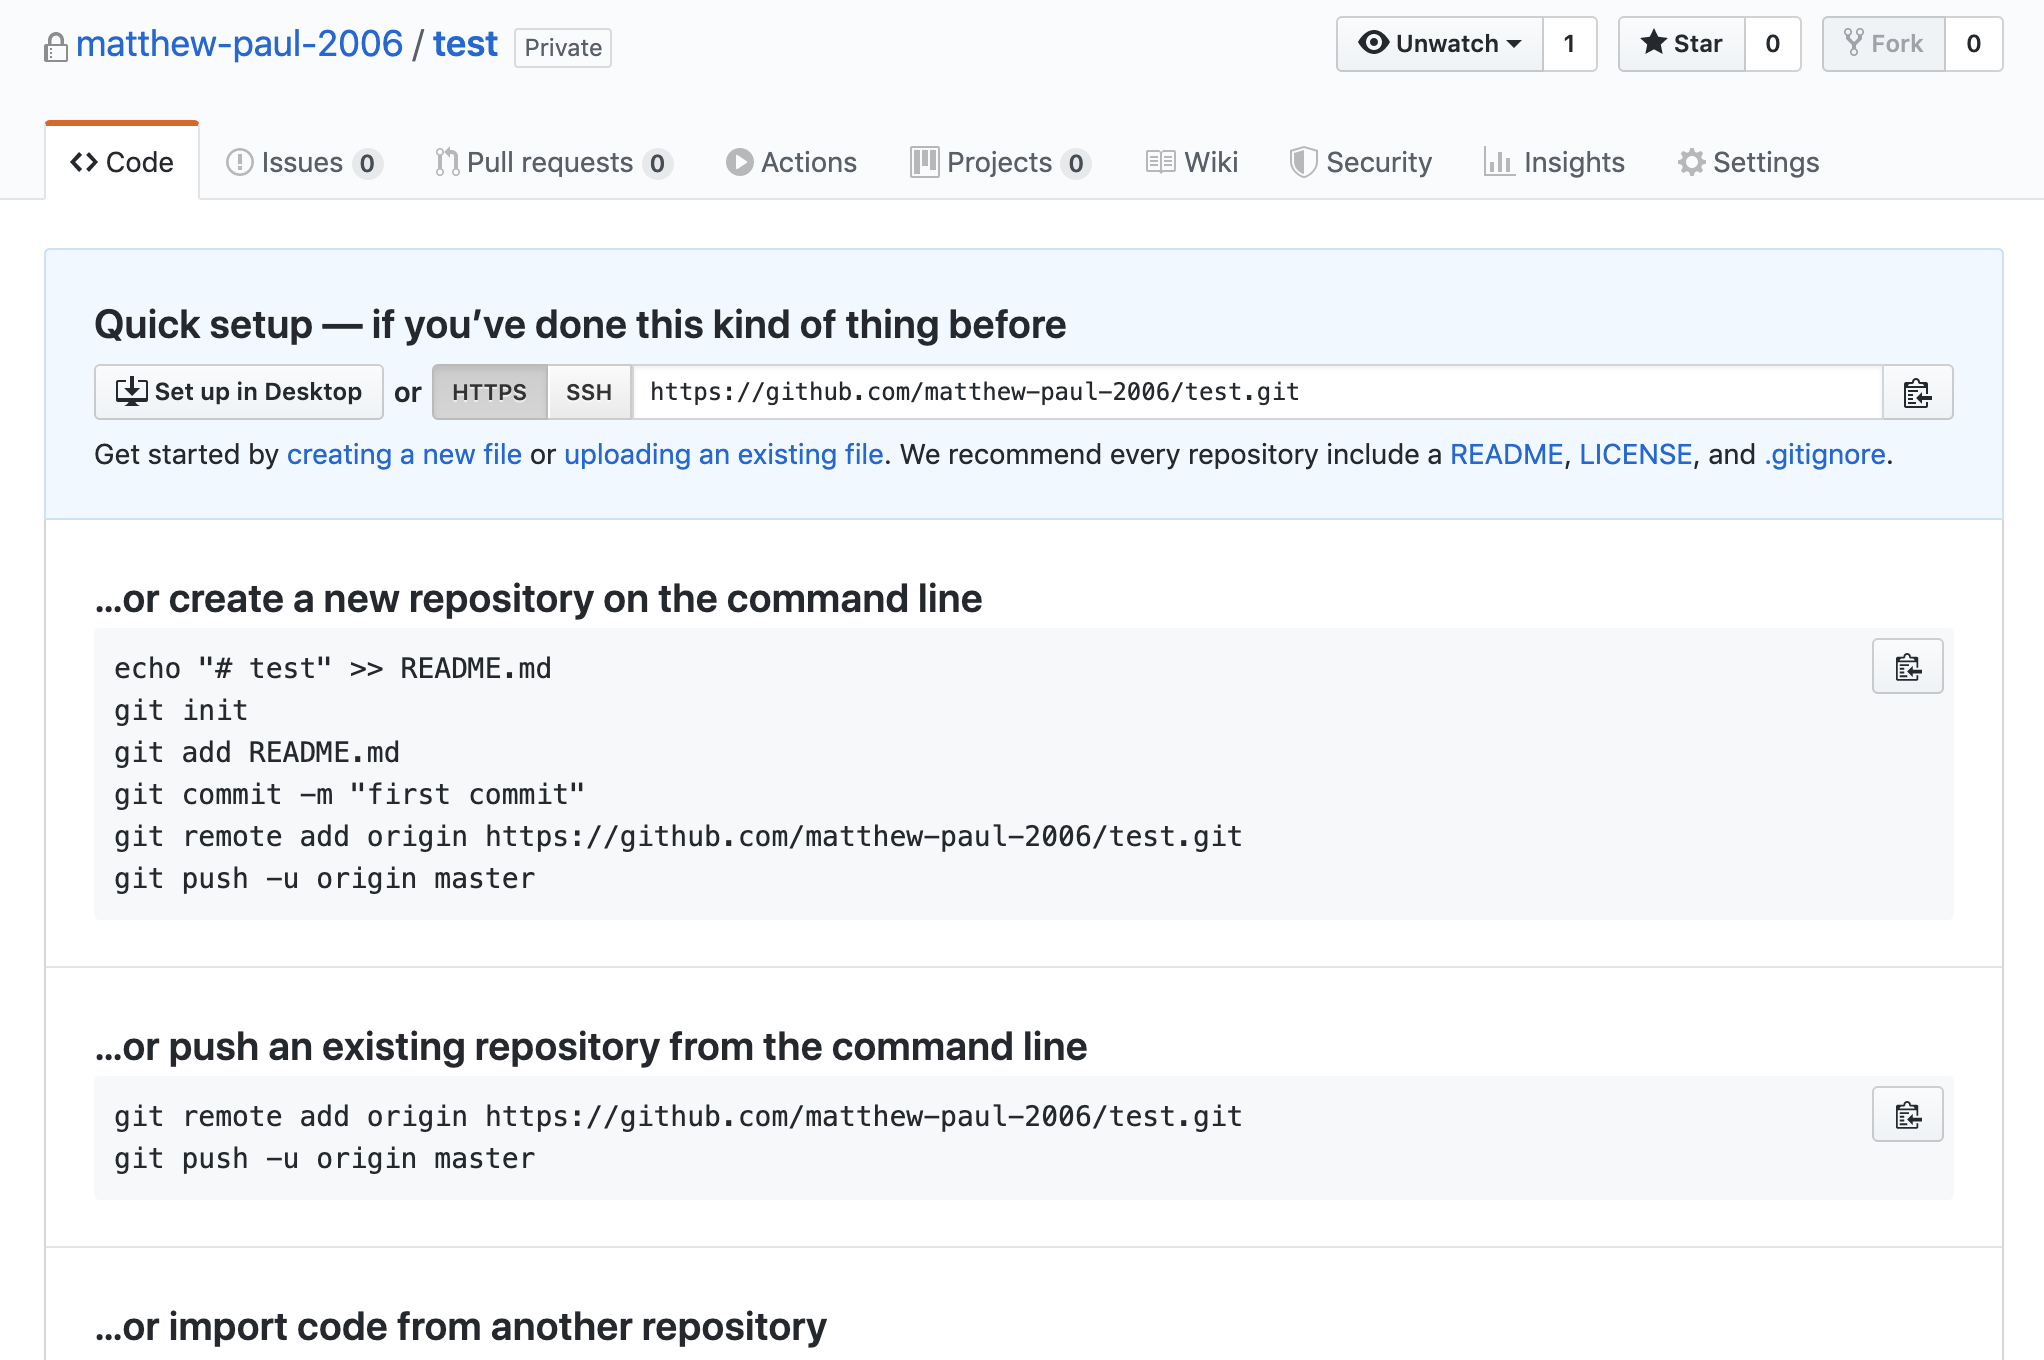 matthew-paul-2006 / test Private
Unwatch 1 Star 0 Fork 0
Code Issues 0 Pull requests 0 Actions Projects 0 Wiki Security Insights Settings
Quick setup — if you’ve done this kind of thing before
Set up in Desktop or HTTPS SSH https://github.com/matthew-paul-2006/test.git
Get started by creating a new file or uploading an existing file. We recommend every repository include a README, LICENSE, and .gitignore.
…or create a new repository on the command line
echo "# test" >> README.md
git init
git add README.md
git commit -m "first commit"
git remote add origin https://github.com/matthew-paul-2006/test.git
git push -u origin master
…or push an existing repository from the command line
git remote add origin https://github.com/matthew-paul-2006/test.git
git push -u origin master
…or import code from another repository